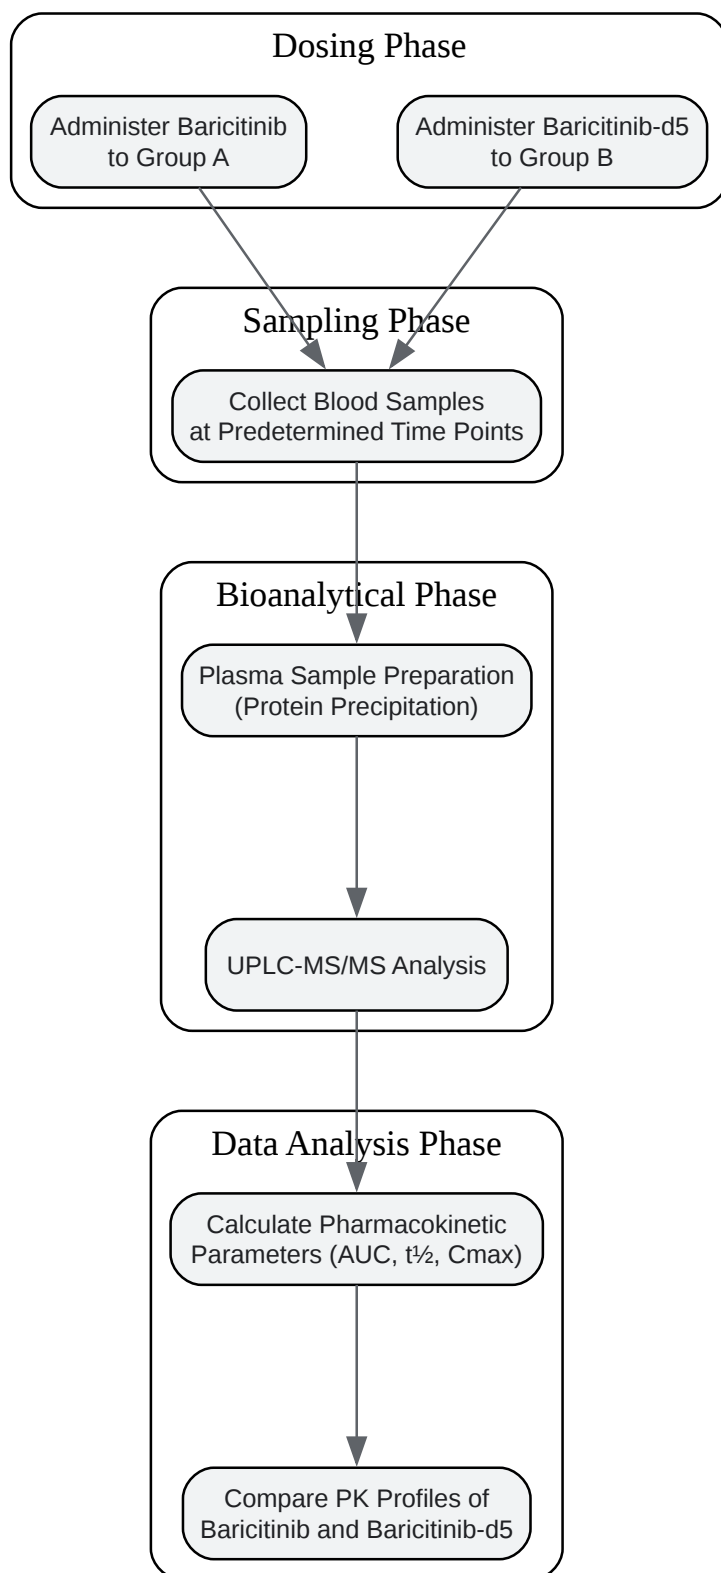 Dosing Phase
Administer Baricitinib
to Group A
Administer Baricitinib-d5
to Group B
Sampling Phase
Collect Blood Samples
at Predetermined Time Points
Bioanalytical Phase
Plasma Sample Preparation
(Protein Precipitation)
UPLC-MS/MS Analysis
Data Analysis Phase
Calculate Pharmacokinetic
Parameters (AUC, t½, Cmax)
Compare PK Profiles of
Baricitinib and Baricitinib-d5